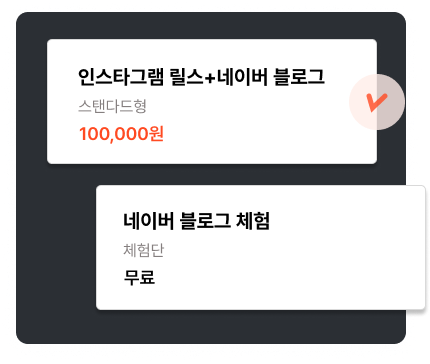 인스타그램 릴스+네이버 블로그
스탠다드형
100,000원
네이버 블로그 체험
체험단
무료